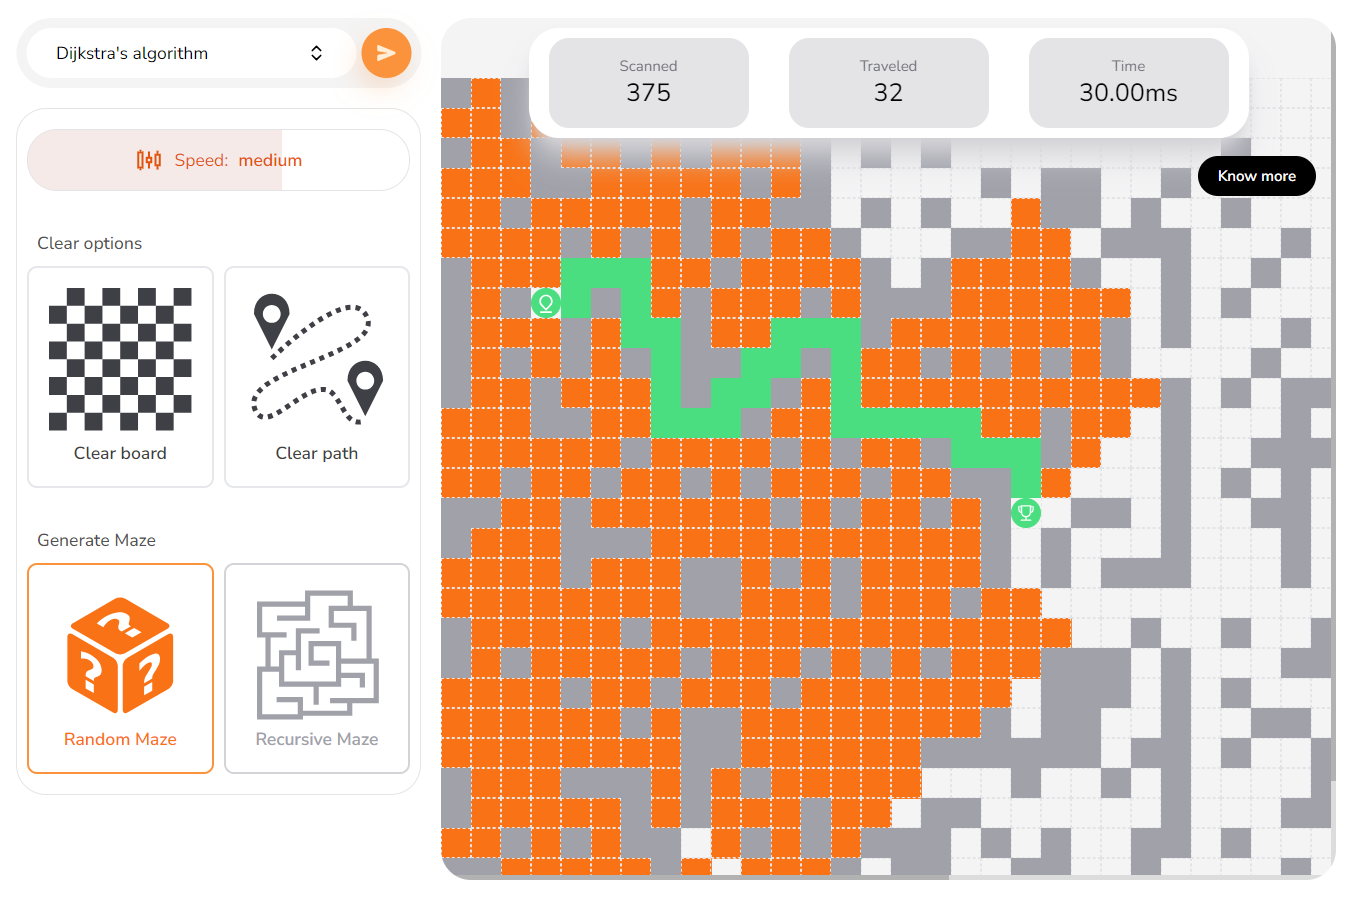 Dijkstra's algorithm
Speed: medium
Clear options
Clear board
Clear path
Generate Maze
Random Maze
Recursive Maze
Scanned
375
Traveled
32
Time
30.00ms
Know more